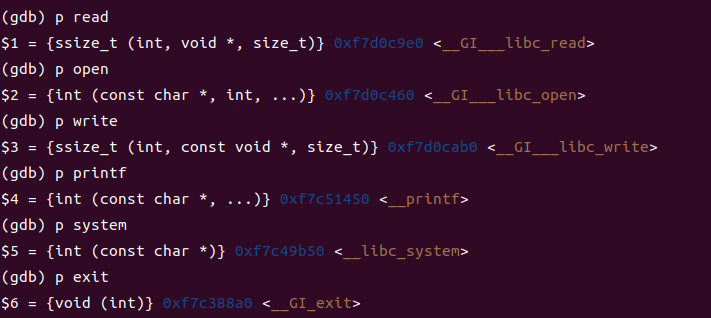 (gdb) p read
$1 = {ssize_t (int, void *, size_t)} 0xf7d0c9e0 <__GI___libc_read>
(gdb) p open
$2 = {int (const char *, int, ...)} 0xf7d0c460 <__GI___libc_open>
(gdb) p write
$3 = {ssize_t (int, const void *, size_t)} 0xf7d0cab0 <__GI___libc_write>
(gdb) p printf
$4 = {int (const char *, ...)} 0xf7c51450 <__printf>
(gdb) p system
$5 = {int (const char *)} 0xf7c49b50 <__libc_system>
(gdb) p exit
$6 = {void (int)} 0xf7c388a0 <__GI_exit>